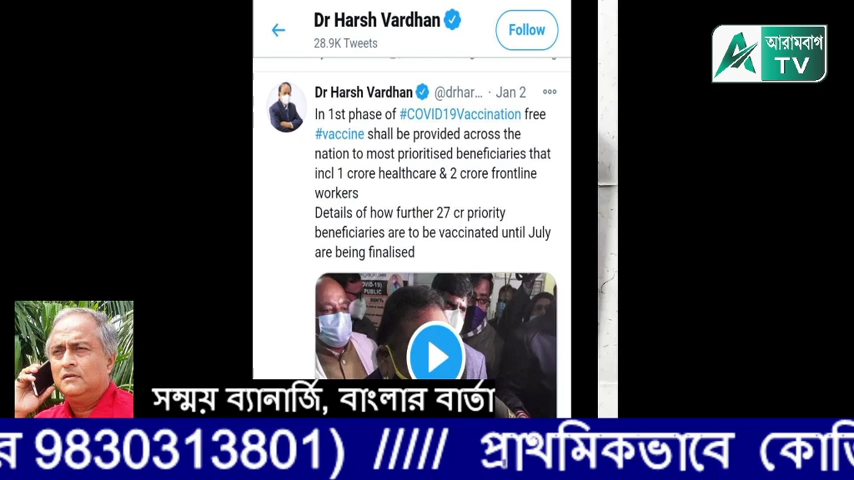 Dr Harsh Vardhan
Follow
28.9K Tweets
আরামবাগ
TV
Dr Harsh Vardhan @drhar... · Jan 2
In 1st phase of #COVID19Vaccination free
#vaccine shall be provided across the
nation to most prioritised beneficiaries that
incl 1 crore healthcare & 2 crore frontline
workers
Details of how further 27 cr priority
beneficiaries are to be vaccinated until July
are being finalised
PUBLIC
সন্ময় ব্যানার্জি, বাংলার বার্তা
র 9830313801) ///// প্রাথমিকভাবে কোভি